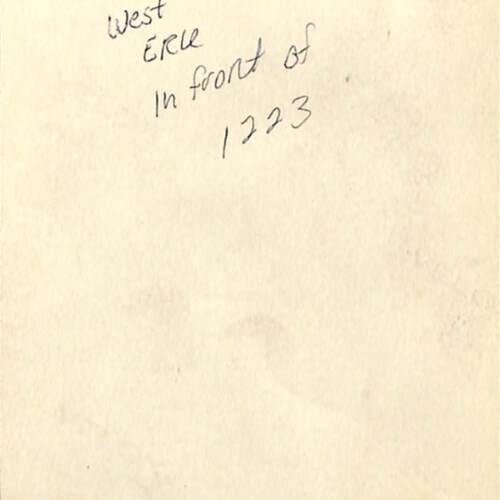 West
Erie
In front of
1223